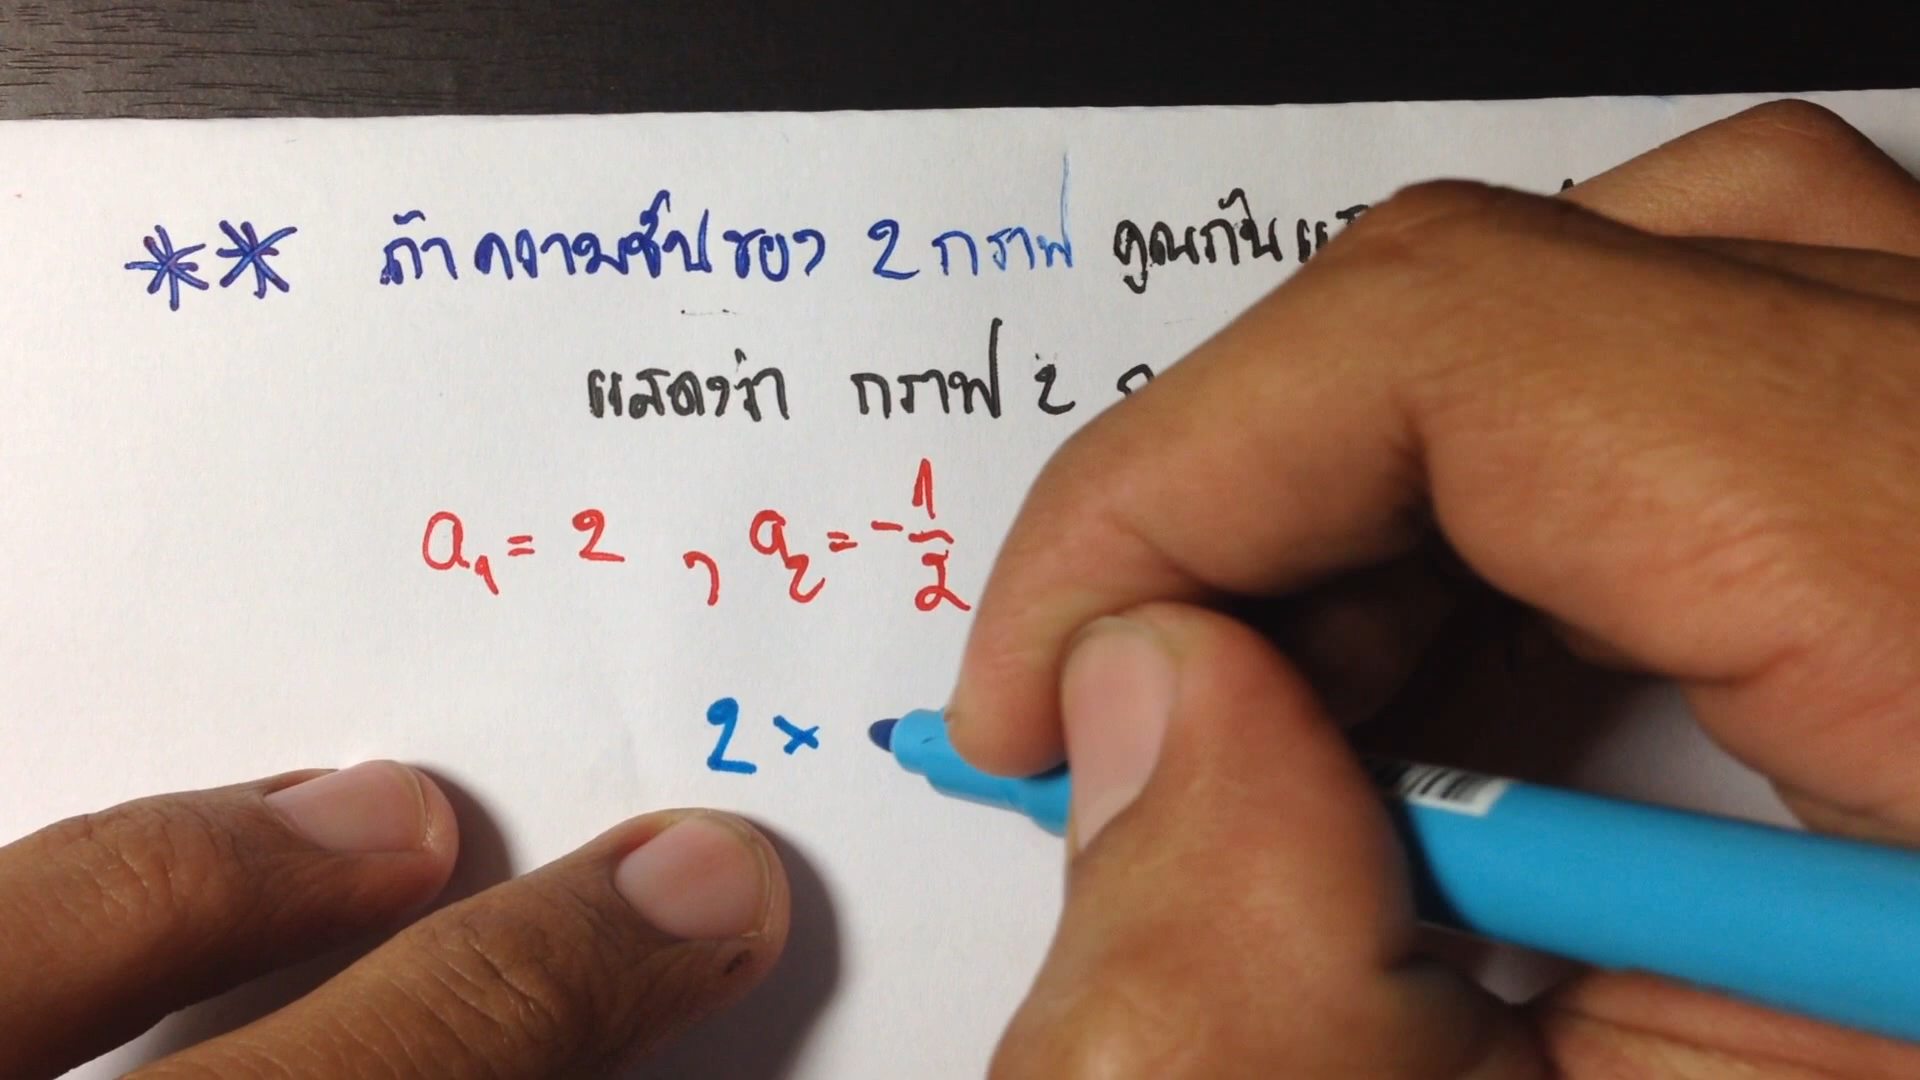 ** ถ้าความชันของ 2 กราฟ คูณกัน
แสดงว่า กราฟ 2
a₁ = 2 , a₂ = -1/2
2 ×